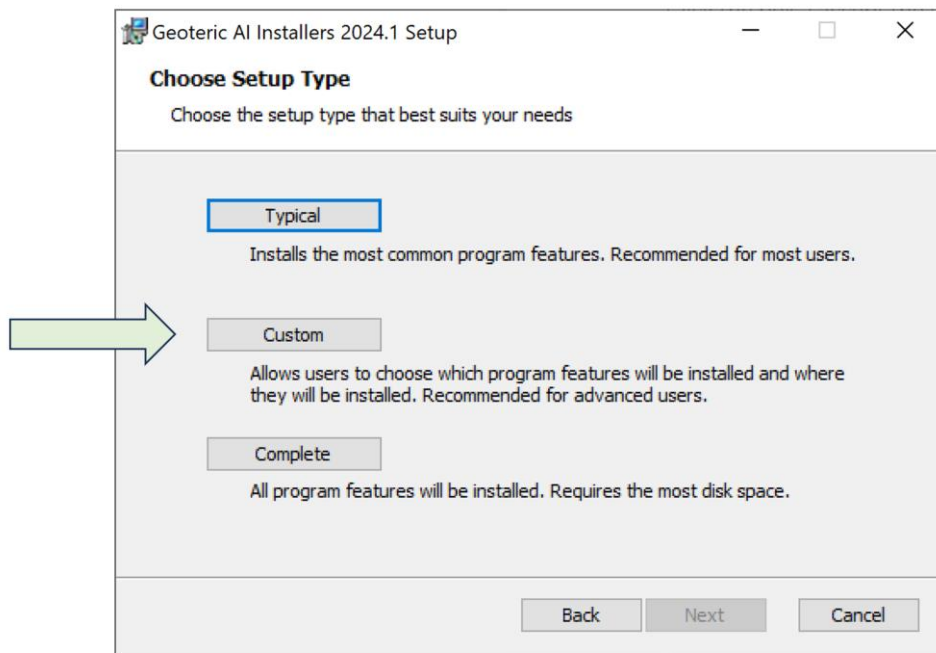 Geoteric AI Installers 2024.1 Setup
Choose Setup Type
Choose the setup type that best suits your needs
Typical
Installs the most common program features. Recommended for most users.
Custom
Allows users to choose which program features will be installed and where
they will be installed. Recommended for advanced users.
Complete
All program features will be installed. Requires the most disk space.
Back Next Cancel